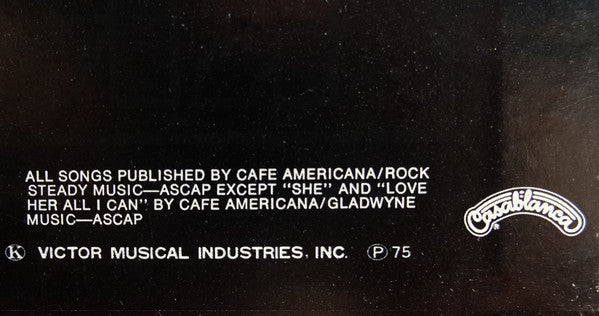 ALL SONGS PUBLISHED BY CAFE AMERICANA/ROCK
STEADY MUSIC—ASCAP EXCEPT "SHE" AND "LOVE
HER ALL I CAN" BY CAFE AMERICANA/GLADWYNE
MUSIC—ASCAP
Ⓚ VICTOR MUSICAL INDUSTRIES, INC. Ⓟ 75
Casablanca®